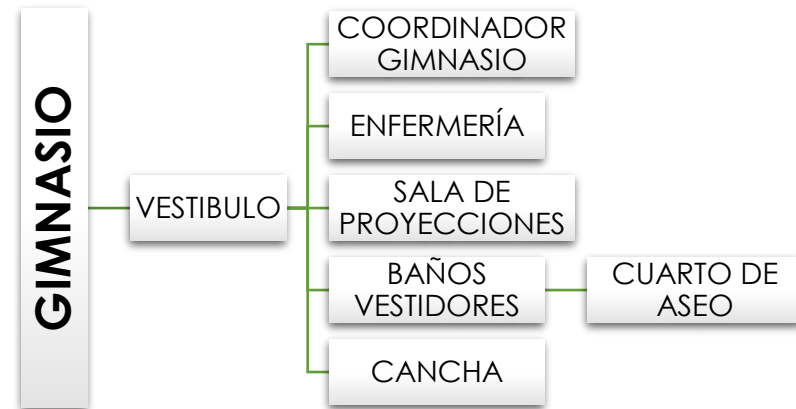 GIMNASIO
VESTIBULO
COORDINADOR
GIMNASIO
ENFERMERÍA
SALA DE
PROYECCIONES
BAÑOS
VESTIDORES
CUARTO DE
ASEO
CANCHA